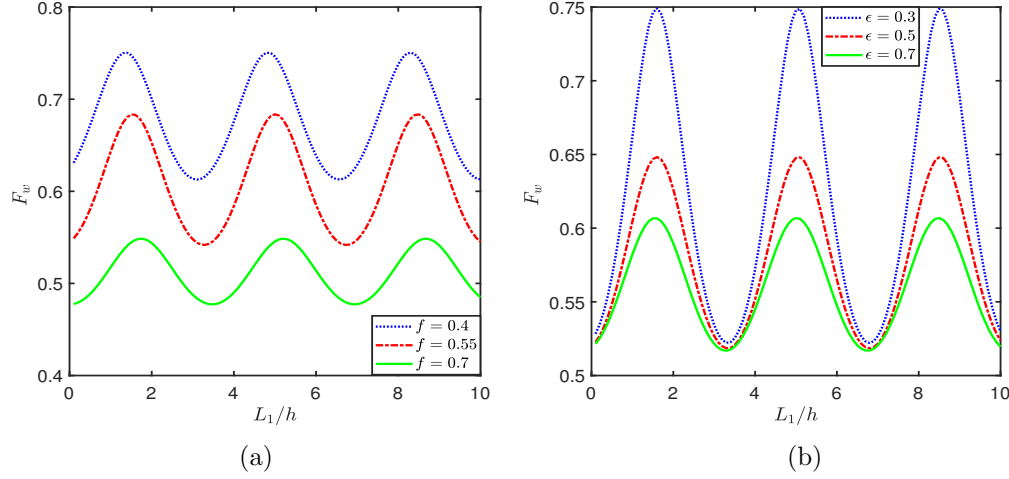 0.8
0.7
0.6
0.5
0.4
F_w
0 2 4 6 8 10
L_1/h
f = 0.4
f = 0.55
f = 0.7
(a)
0.75
0.7
0.65
0.6
0.55
0.5
F_w
0 2 4 6 8 10
L_1/h
ϵ = 0.3
ϵ = 0.5
ϵ = 0.7
(b)